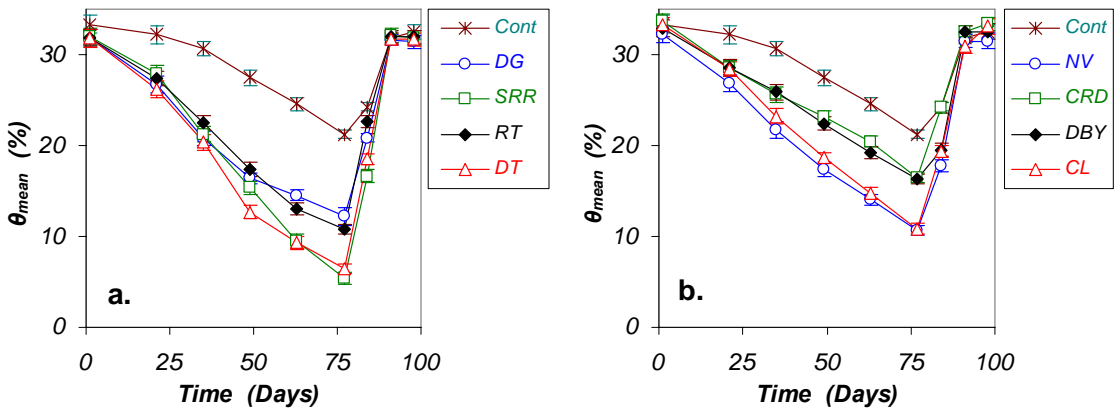 30
20
10
0
θmean (%)
a.
0 25 50 75 100
Time (Days)
Cont
DG
SRR
RT
DT
30
20
10
0
θmean (%)
b.
0 25 50 75 100
Time (Days)
Cont
NV
CRD
DBY
CL